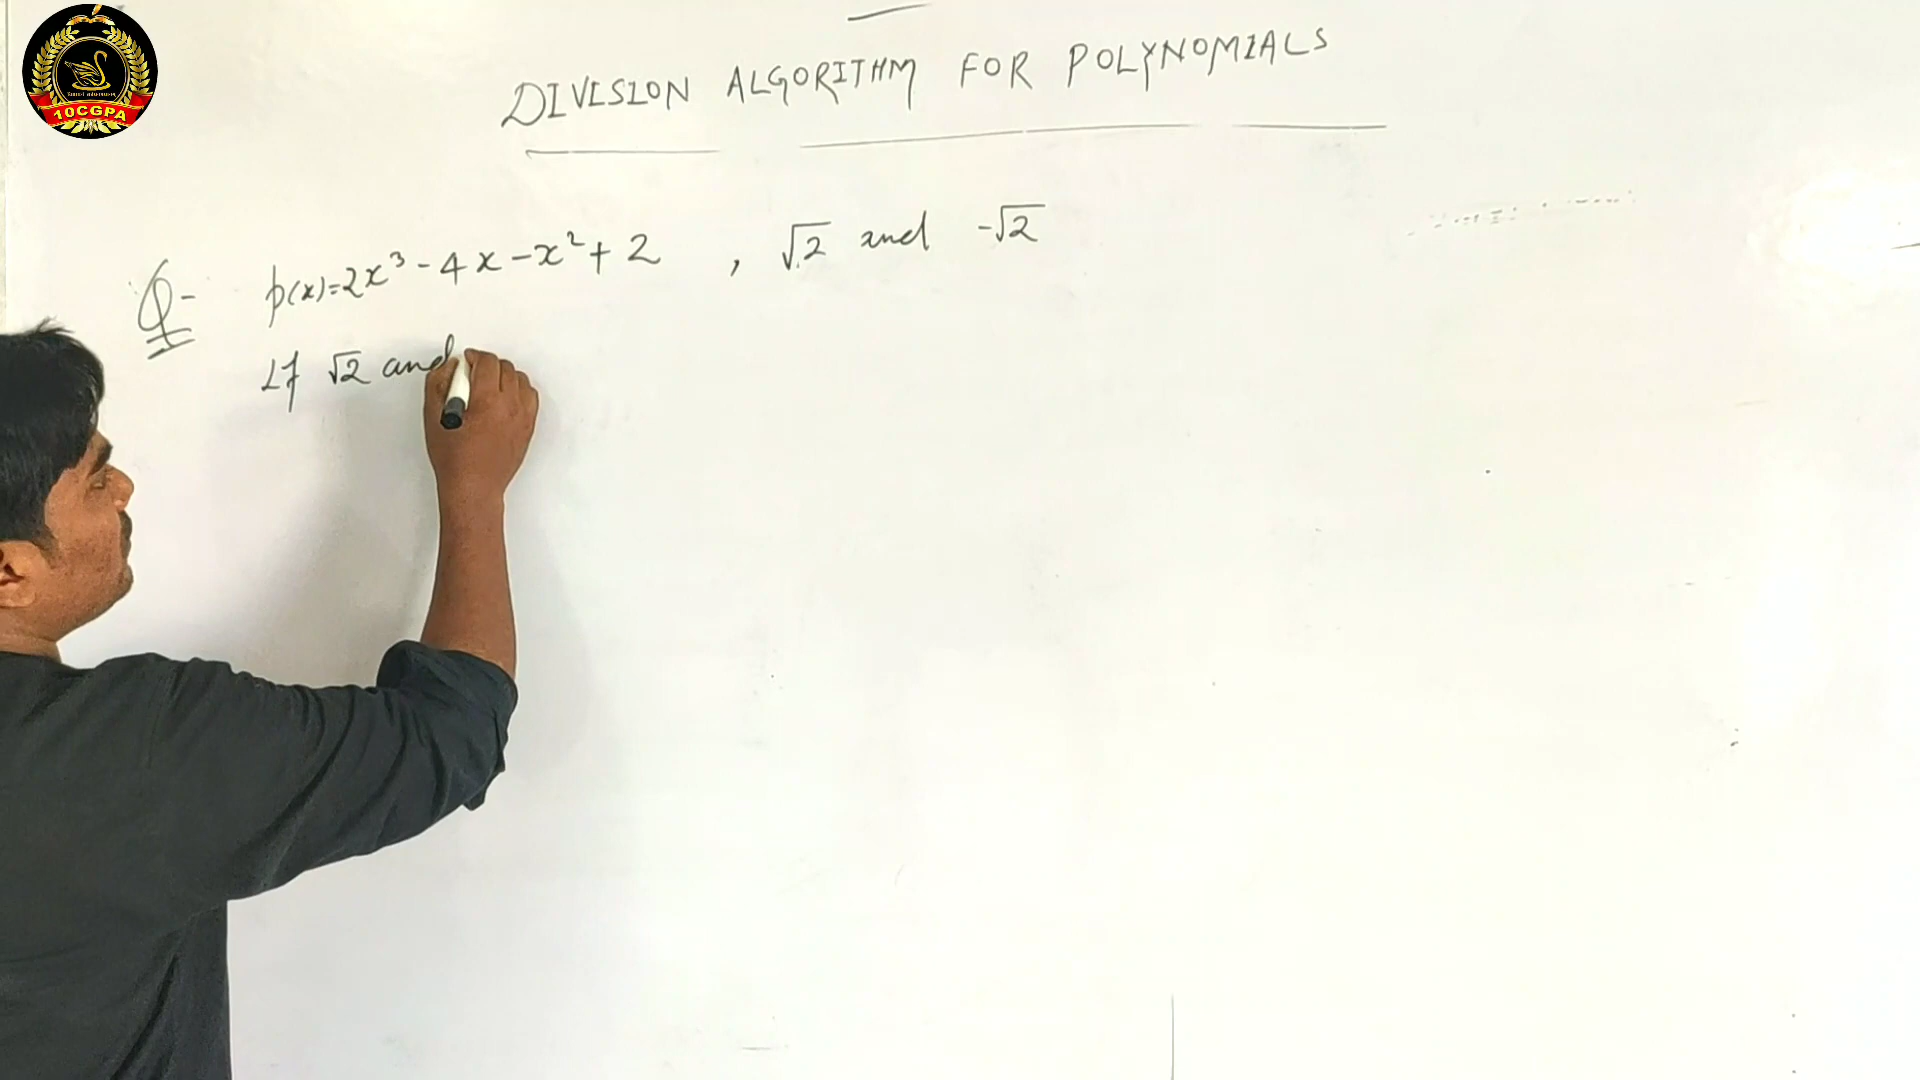 10CGPA
DIVISION ALGORITHM FOR POLYNOMIALS
Q- p(x)=2x³-4x-x²+2 , √2 and -√2
If √2 and